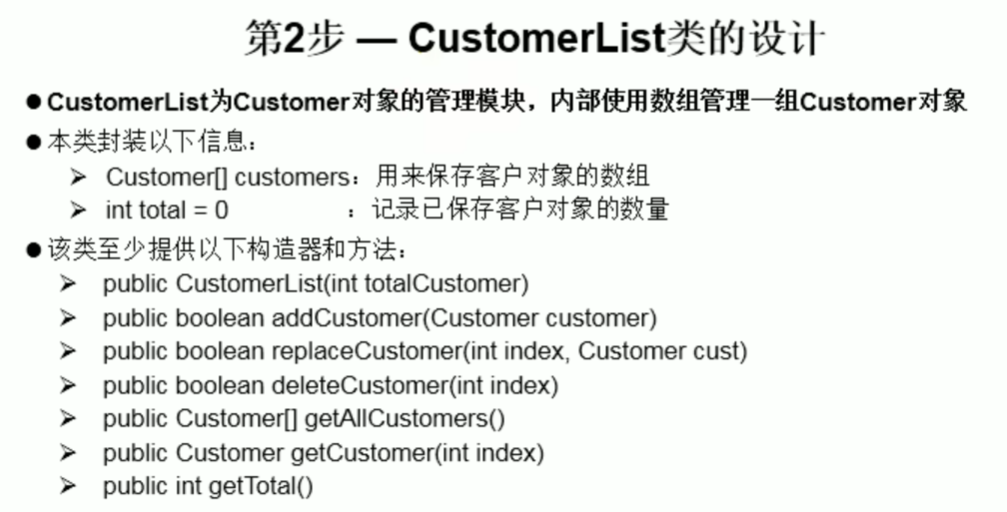 第2步 — CustomerList类的设计
●CustomerList为Customer对象的管理模块，内部使用数组管理一组Customer对象
●本类封装以下信息：
➢ Customer[] customers：用来保存客户对象的数组
➢ int total = 0 ：记录已保存客户对象的数量
●该类至少提供以下构造器和方法：
➢ public CustomerList(int totalCustomer)
➢ public boolean addCustomer(Customer customer)
➢ public boolean replaceCustomer(int index, Customer cust)
➢ public boolean deleteCustomer(int index)
➢ public Customer[] getAllCustomers()
➢ public Customer getCustomer(int index)
➢ public int getTotal()